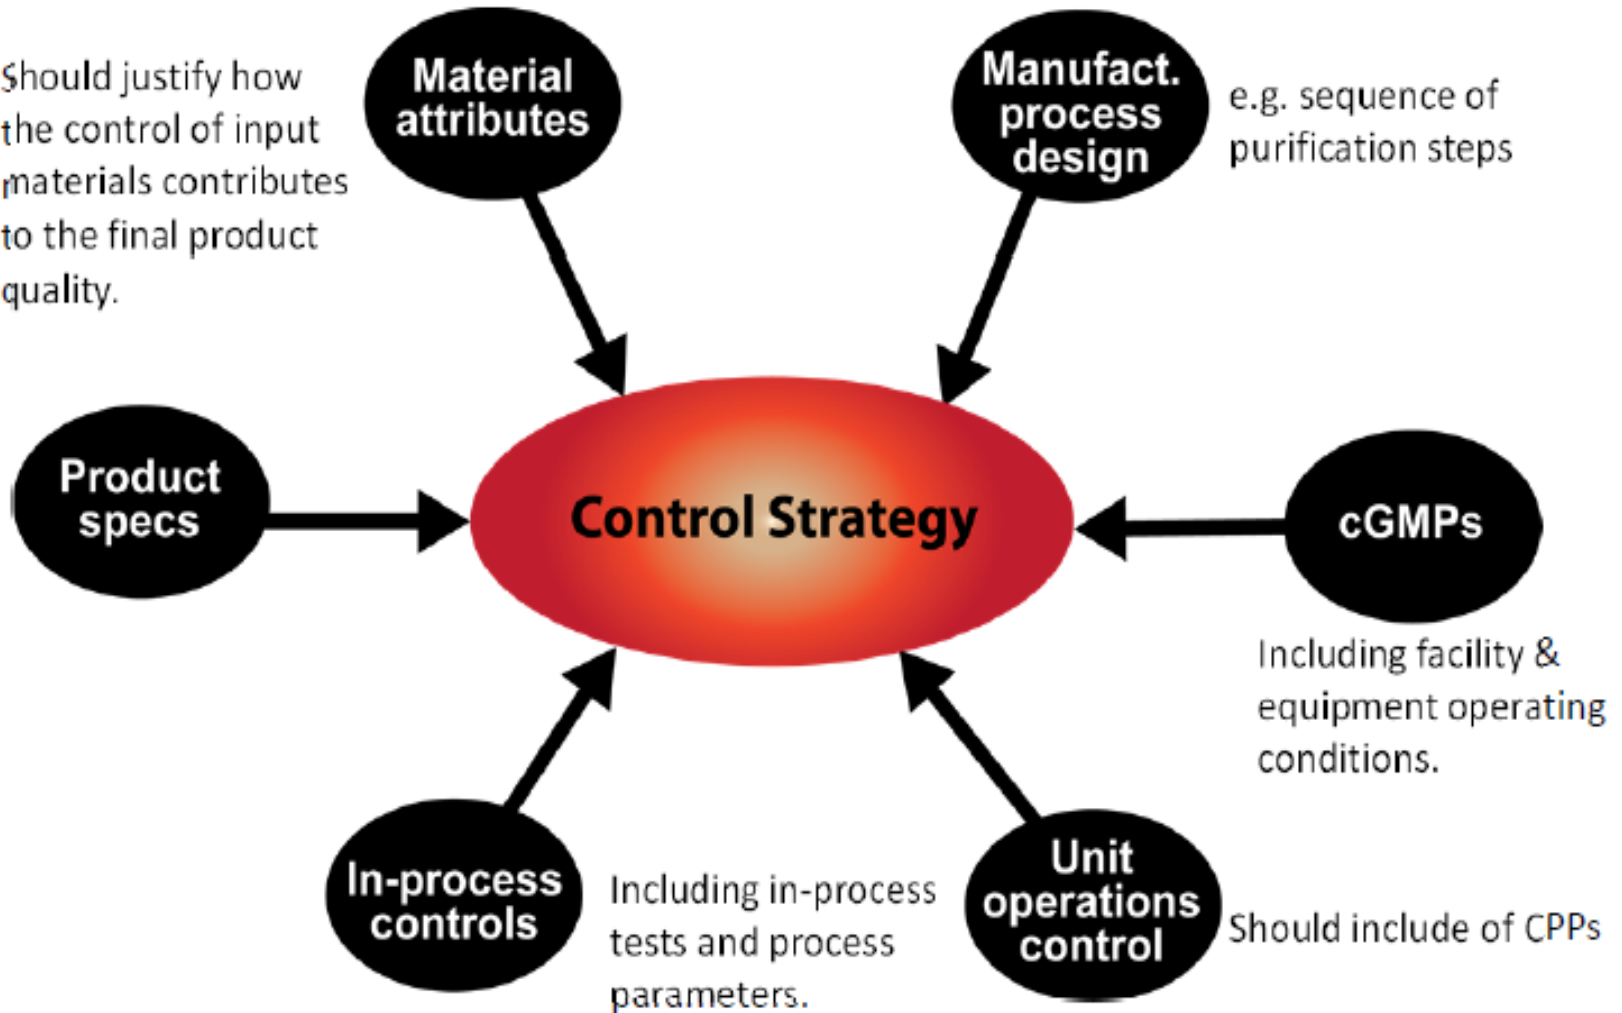 Should justify how
the control of input
materials contributes
to the final product
quality.
Material
attributes
Manufact.
process
design
e.g. sequence of
purification steps
Product
specs
Control Strategy
cGMPs
Including facility &
equipment operating
conditions.
In-process
controls
Including in-process
tests and process
parameters.
Unit
operations
control
Should include of CPPs